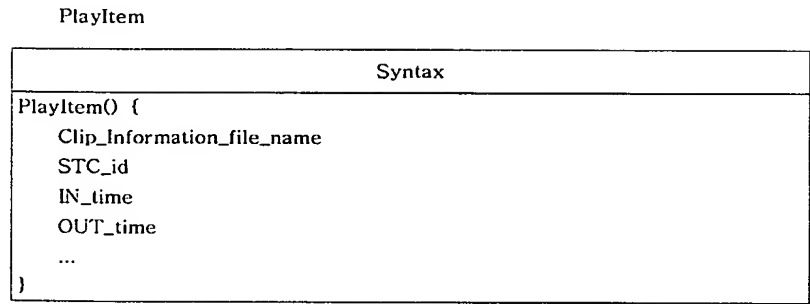 PlayItem
Syntax
PlayItem() {
Clip_Information_file_name
STC_id
IN_time
OUT_time
...
}